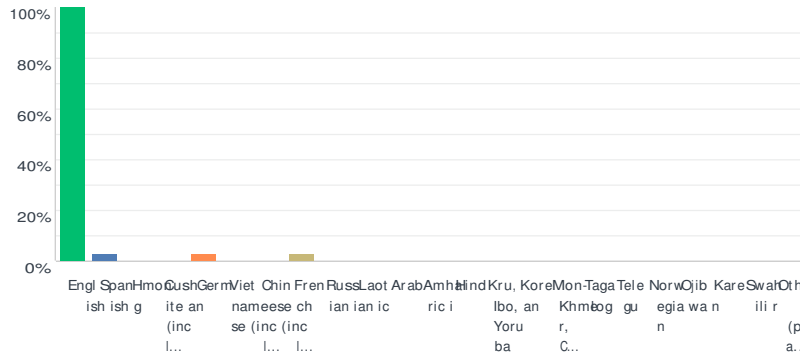 100%
80%
60%
40%
20%
0%
Engl
ish
Span
ish
Hmon
g
Cush
ite
(inc
l...
Germ
an
Viet
name
se
Chin
ese
(inc
l...
Fren
ch
(inc
l...
Russ
ian
Laot
ian
Arab
ic
Amha
ric
Hind
i
Kru,
Ibo,
Yoru
ba
Kore
an
Mon-
Khme
r,
C...
Taga
log
Tele
gu
Norw
egia
n
Ojib
wa
Kare
n
Swah
ili
Oth
r
(p
a..